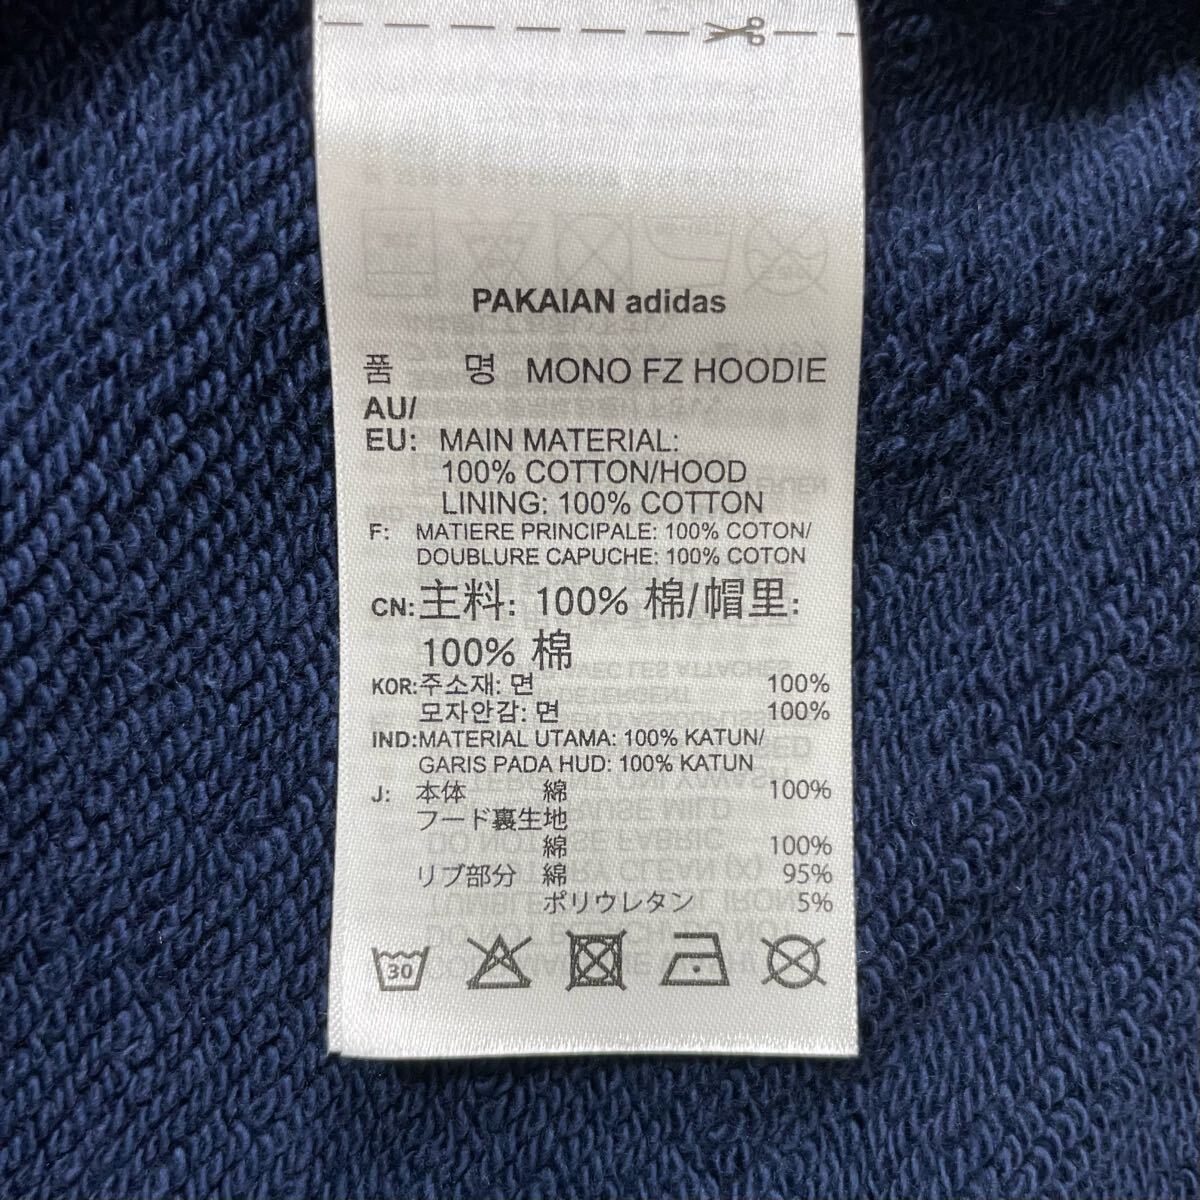 PAKAIAN adidas
품 명 MONO FZ HOODIE
AU/
EU: MAIN MATERIAL:
100% COTTON/HOOD
LINING: 100% COTTON
F: MATIERE PRINCIPALE: 100% COTON/
DOUBLURE CAPUCHE: 100% COTON
CN: 主料: 100% 棉/帽里:
100% 棉
KOR: 주소재: 면 100%
모자안감: 면 100%
IND: MATERIAL UTAMA: 100% KATUN/
GARIS PADA HUD: 100% KATUN
J: 本体 綿 100%
フード裏生地
綿 100%
リブ部分 綿 95%
ポリウレタン 5%
30